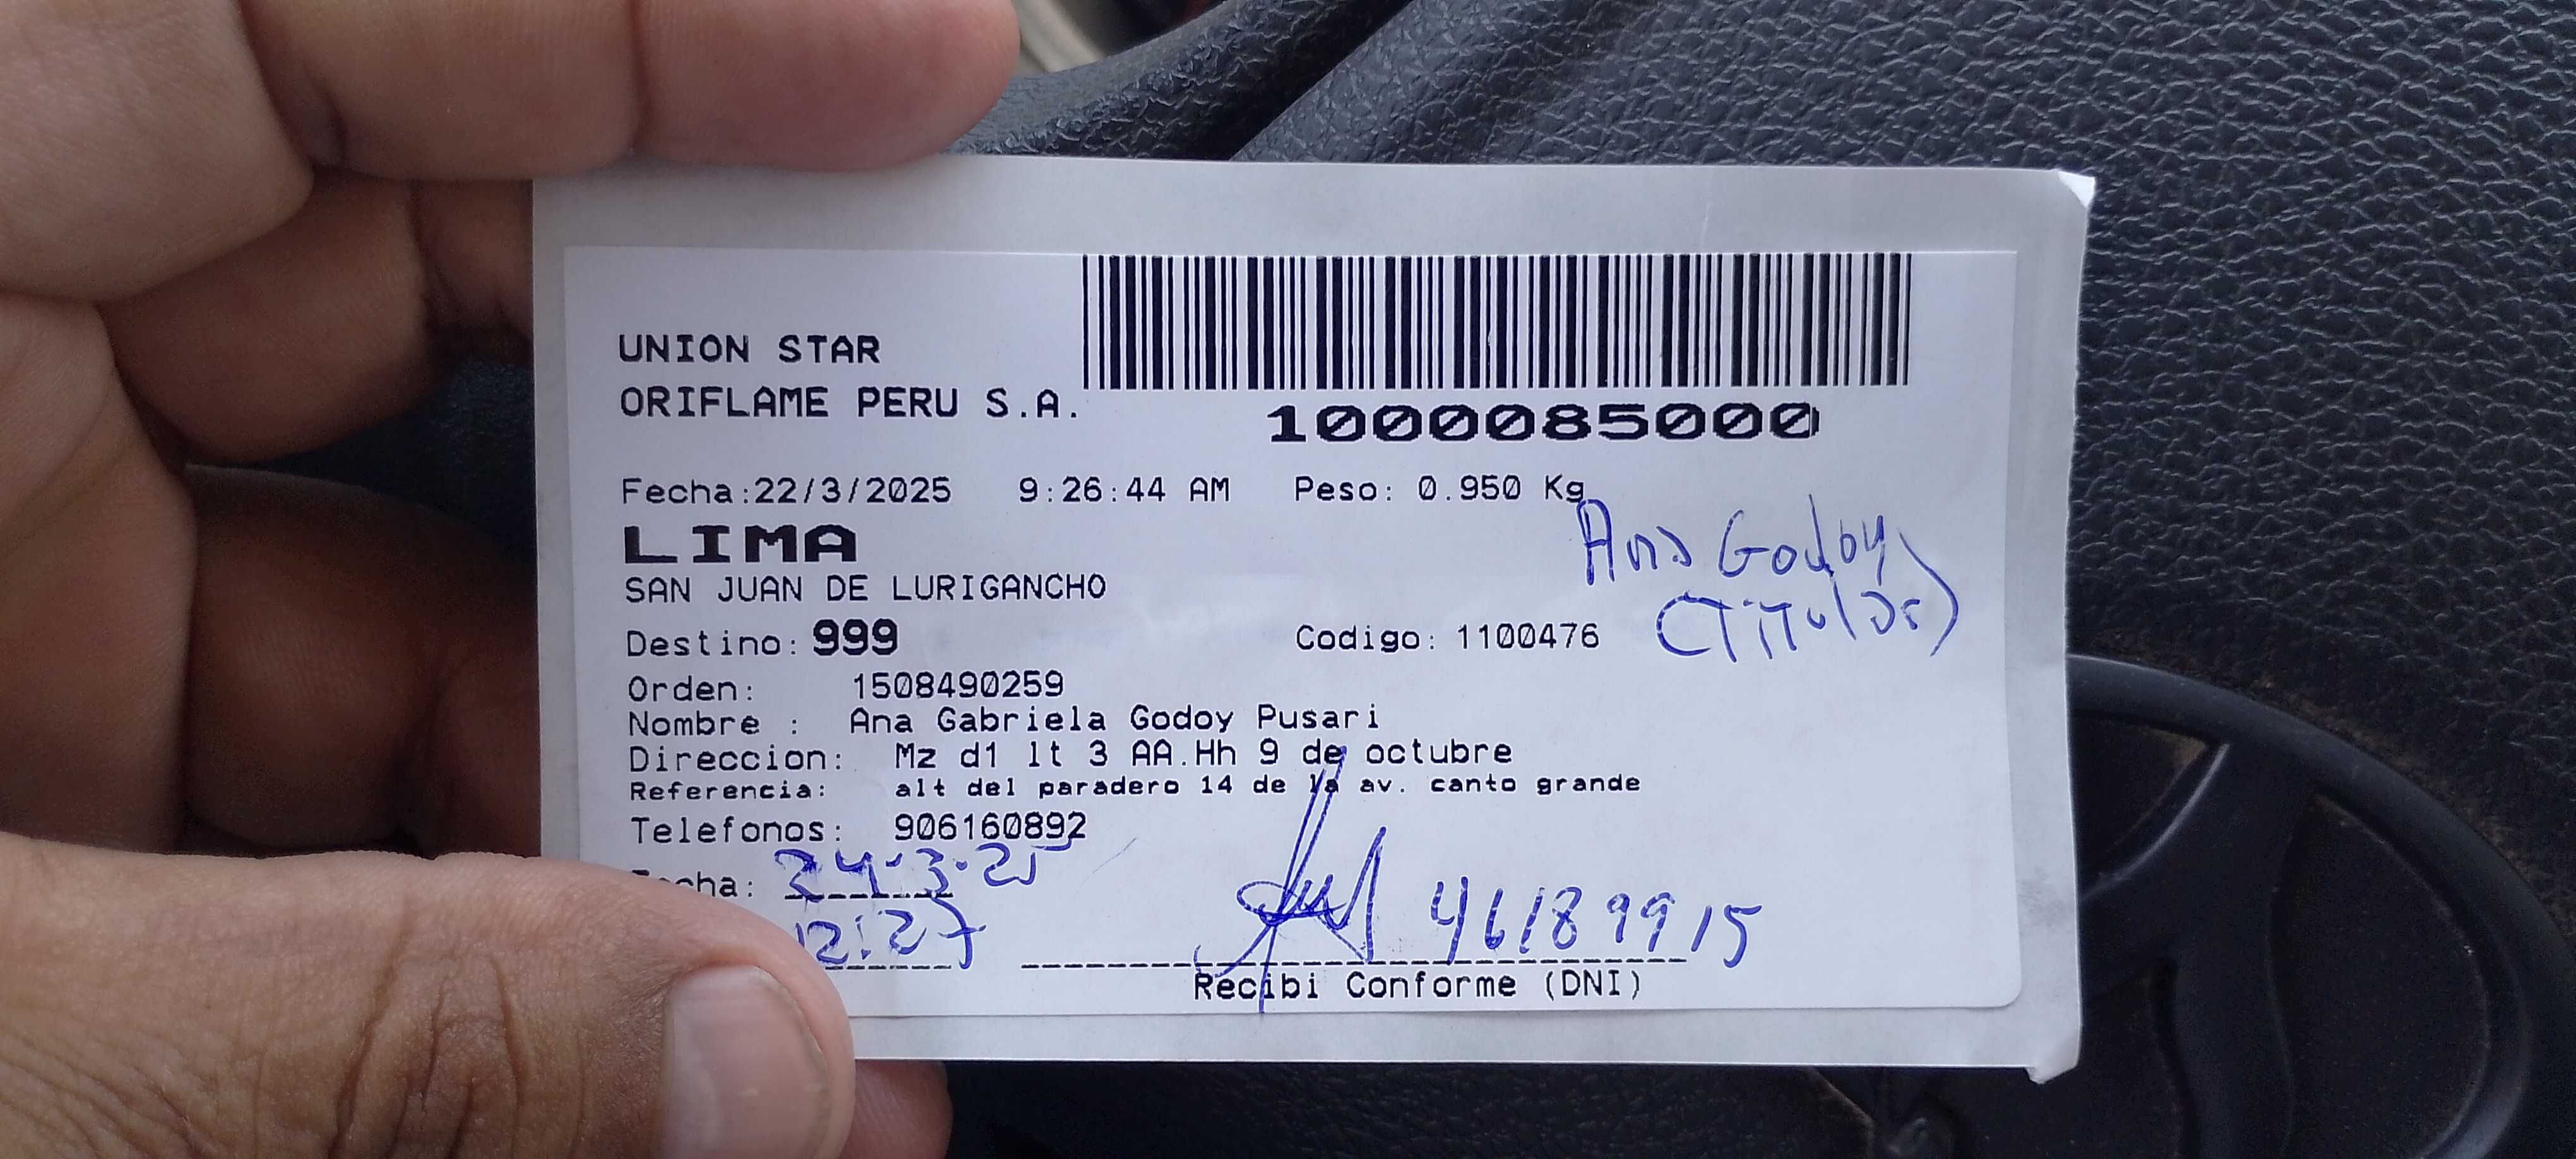 UNION STAR
ORIFLAME PERU S.A.
1000085000
Fecha:22/3/2025 9:26:44 AM Peso: 0.950 Kg
LIMA
SAN JUAN DE LURIGANCHO
Ana Godoy
(Titular)
Destino: 999 Codigo: 1100476
Orden: 1508490259
Nombre : Ana Gabriela Godoy Pusari
Direccion: Mz d1 lt 3 AA.Hh 9 de octubre
Referencia: alt del paradero 14 de la av. canto grande
Telefonos: 906160892
cha: 24.3.25
12:27
46189915
Recibi Conforme (DNI)